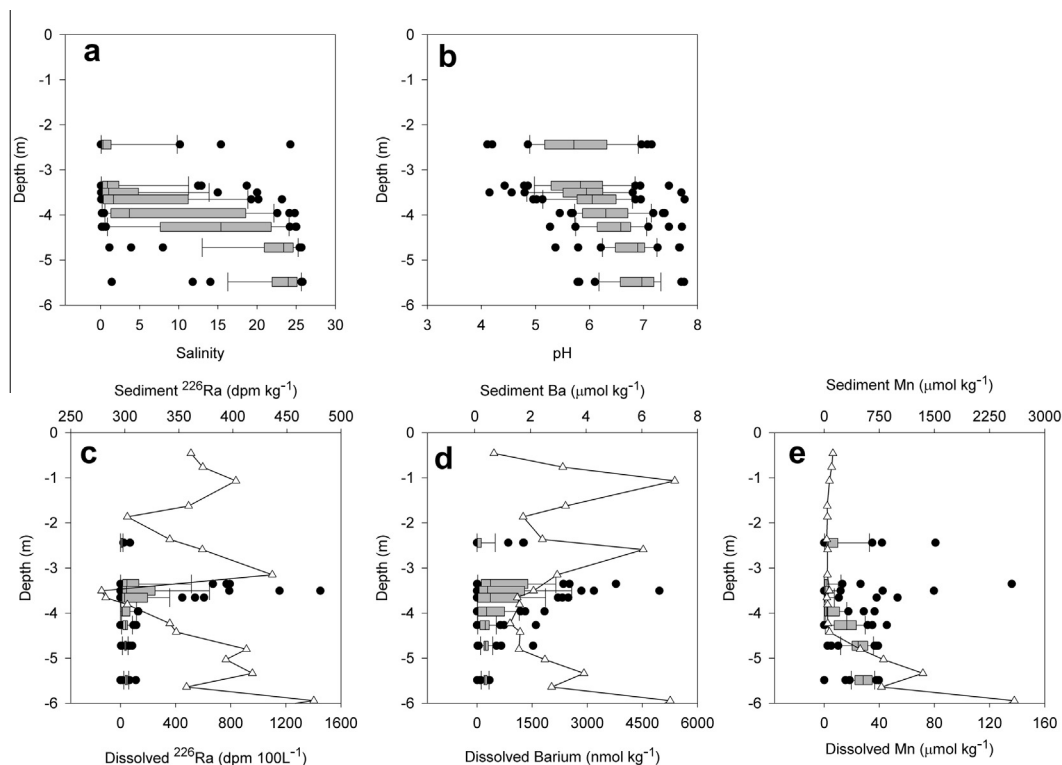 a
b
0
-1
-2
-3
-4
-5
-6
Depth (m)
0 5 10 15 20 25 30
Salinity
0
-1
-2
-3
-4
-5
-6
Depth (m)
3 4 5 6 7 8
pH
Sediment ²²⁶Ra (dpm kg⁻¹)
250 300 350 400 450 500
c
0
-1
-2
-3
-4
-5
-6
Depth (m)
0 400 800 1200 1600
Dissolved ²²⁶Ra (dpm 100L⁻¹)
Sediment Ba (μmol kg⁻¹)
0 2 4 6 8
d
0
-1
-2
-3
-4
-5
-6
Depth (m)
0 1500 3000 4500 6000
Dissolved Barium (nmol kg⁻¹)
Sediment Mn (μmol kg⁻¹)
0 750 1500 3000
e
0
-1
-2
-3
-4
-5
-6
Depth (m)
0 40 80 120 160
Dissolved Mn (μmol kg⁻¹)